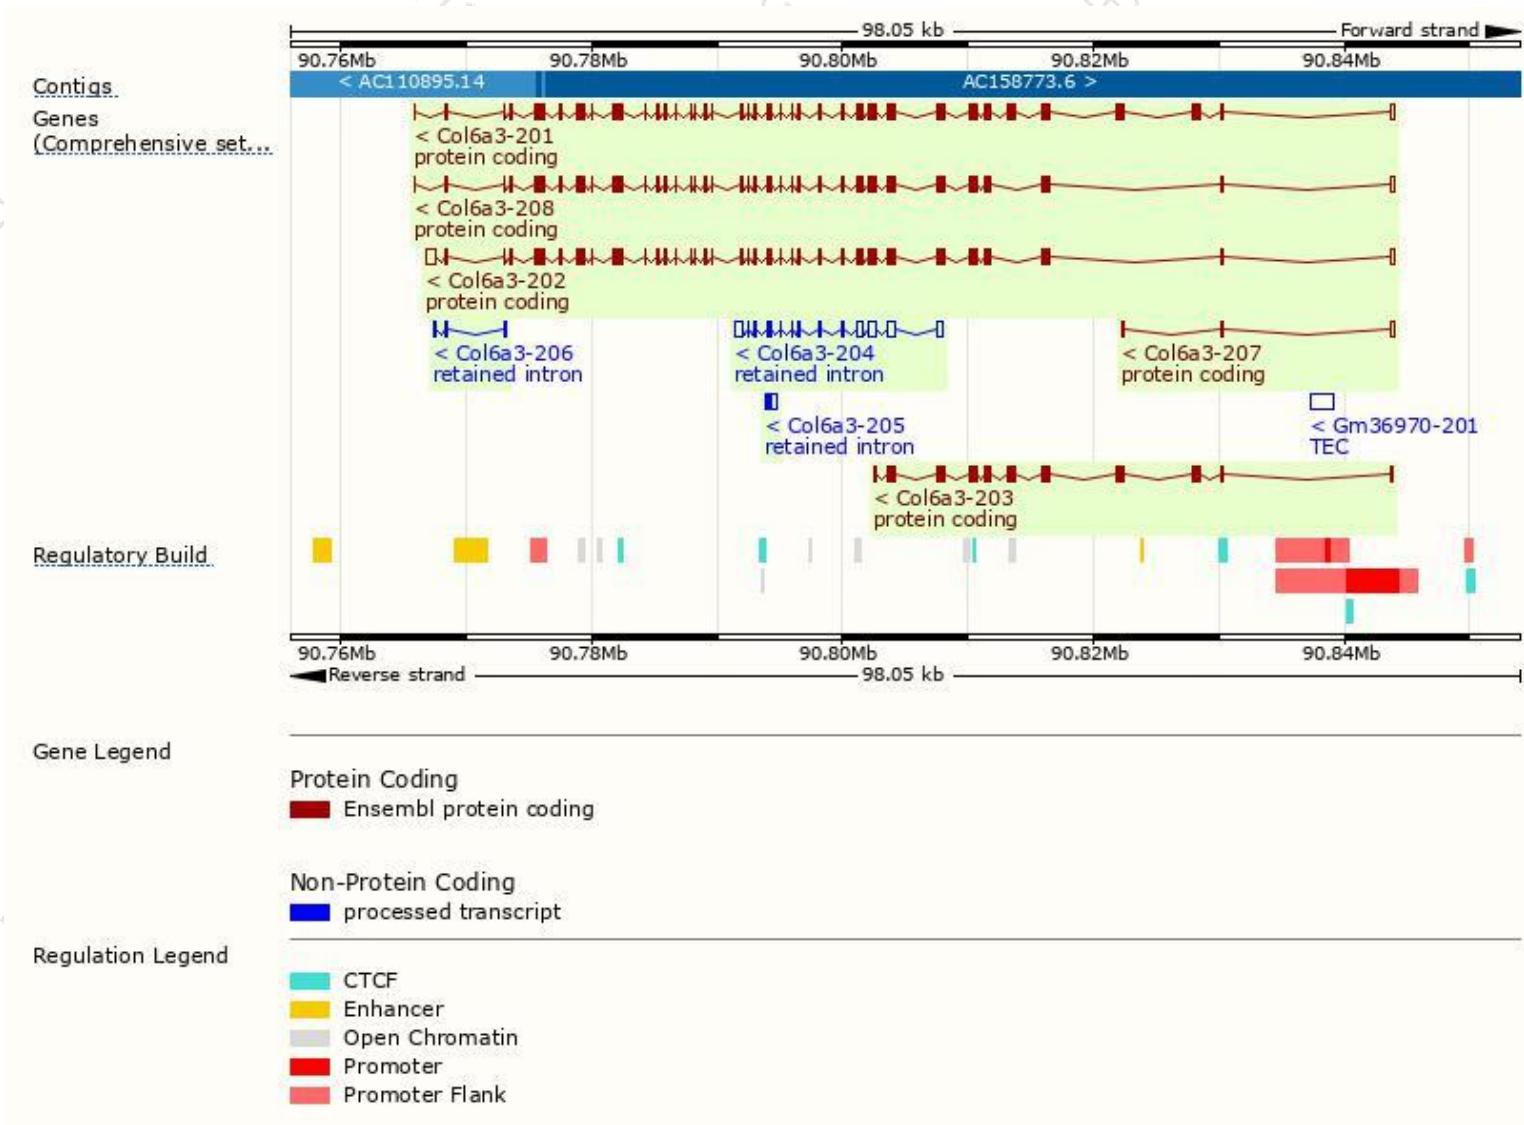 98.05 kb
Forward strand
90.76Mb 90.78Mb 90.80Mb 90.82Mb 90.84Mb
Contigs
< AC110895.14 AC158773.6 >
Genes
(Comprehensive set...
< Col6a3-201
protein coding
< Col6a3-208
protein coding
< Col6a3-202
protein coding
< Col6a3-206 < Col6a3-204 < Col6a3-207
retained intron retained intron protein coding
< Col6a3-205 < Gm36970-201
retained intron TEC
< Col6a3-203
protein coding
Regulatory Build
90.76Mb 90.78Mb 90.80Mb 90.82Mb 90.84Mb
Reverse strand 98.05 kb
Gene Legend
Protein Coding
Ensembl protein coding
Non-Protein Coding
processed transcript
Regulation Legend
CTCF
Enhancer
Open Chromatin
Promoter
Promoter Flank